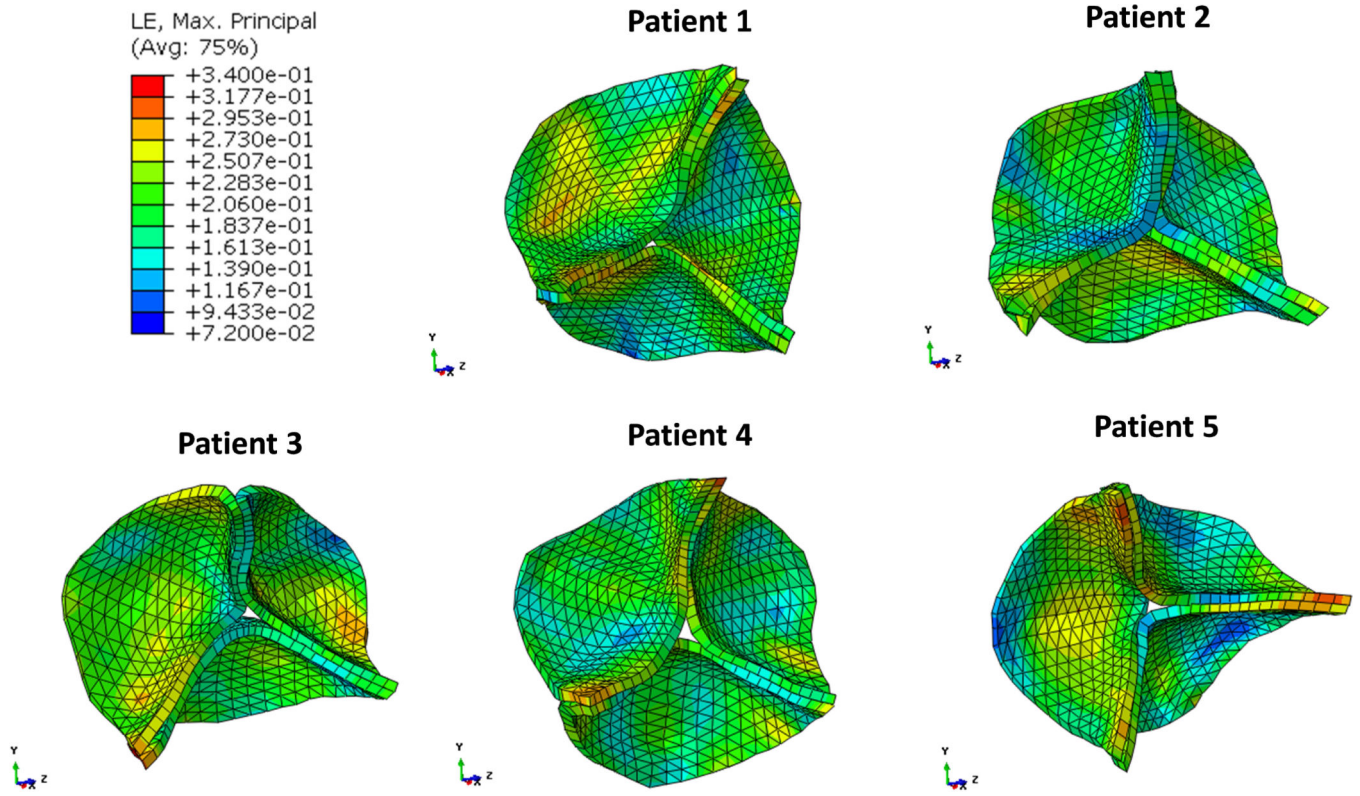 LE, Max. Principal
(Avg: 75%)
+3.400e-01
+3.177e-01
+2.953e-01
+2.730e-01
+2.507e-01
+2.283e-01
+2.060e-01
+1.837e-01
+1.613e-01
+1.390e-01
+1.167e-01
+9.433e-02
+7.200e-02
Patient 1
Y
X
Z
Patient 2
Y
X
Z
Patient 3
Y
X
Z
Patient 4
Y
X
Z
Patient 5
Y
X
Z